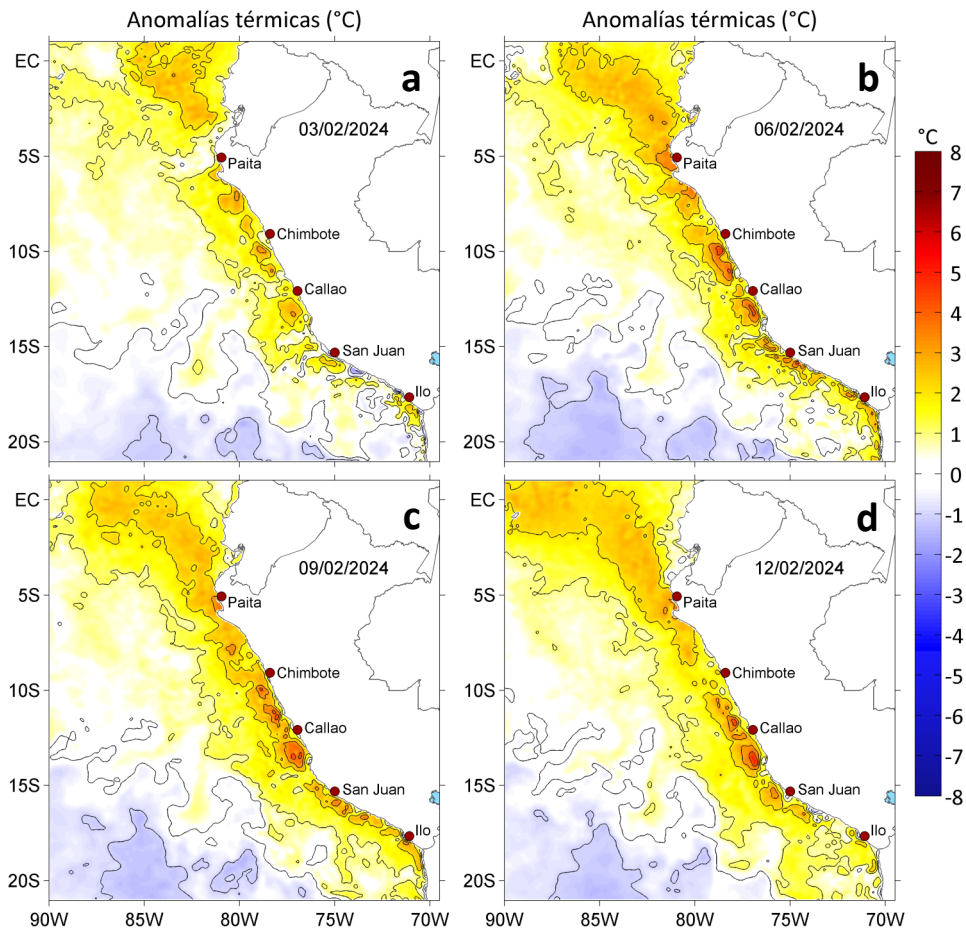 Anomalías térmicas (°C)
Anomalías térmicas (°C)
EC
a
03/02/2024
5S
Paita
10S
Chimbote
Callao
15S
San Juan
Ilo
20S
EC
b
06/02/2024
5S
Paita
10S
Chimbote
Callao
15S
San Juan
Ilo
20S
°C
8
7
6
5
4
3
2
1
0
-1
-2
-3
-4
-5
-6
-7
-8
EC
c
09/02/2024
5S
Paita
10S
Chimbote
Callao
15S
San Juan
Ilo
20S
90W 85W 80W 75W 70W
EC
d
12/02/2024
5S
Paita
10S
Chimbote
Callao
15S
San Juan
Ilo
20S
90W 85W 80W 75W 70W